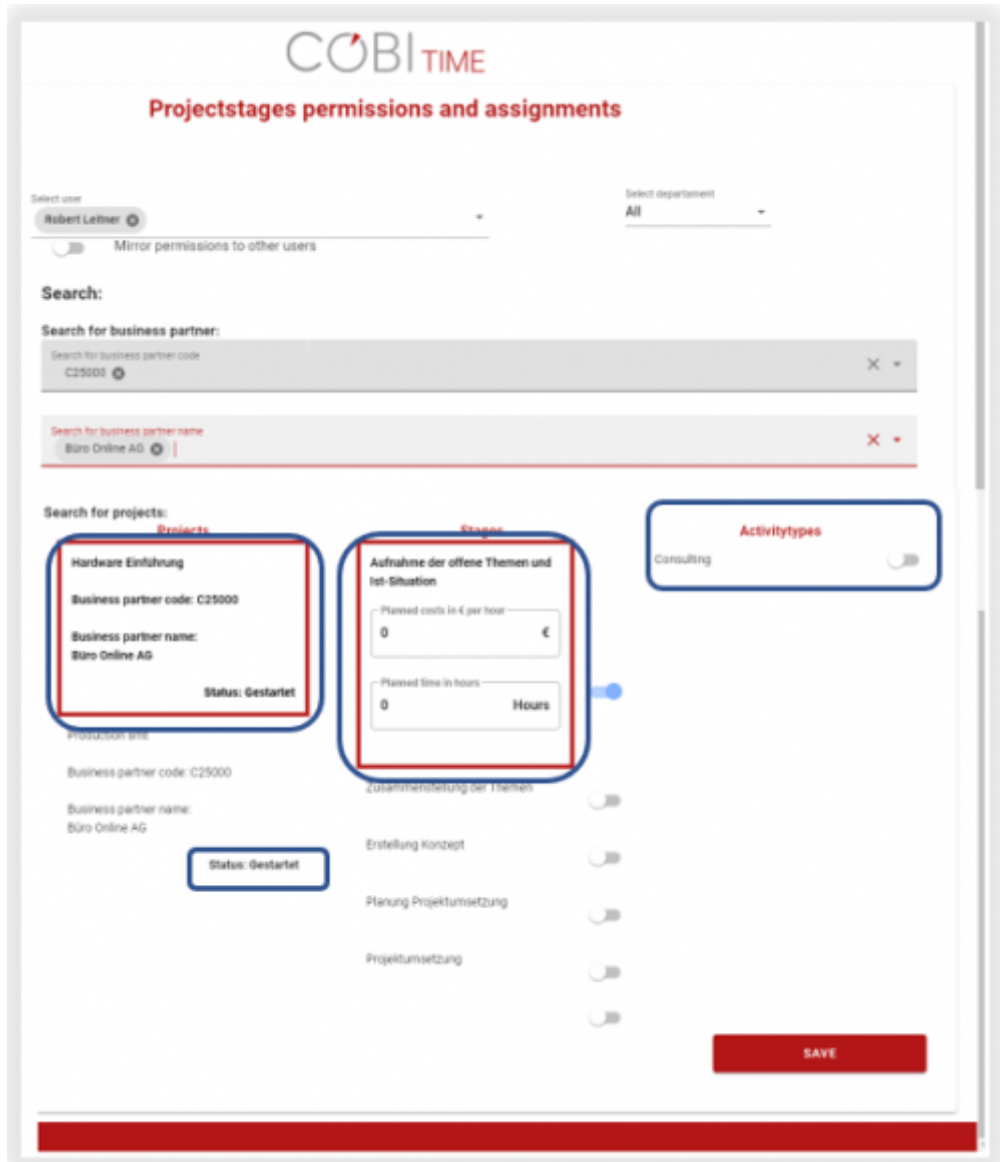 COBI TIME
Projectstages permissions and assignments
Select user
Select departament
Robert Leitner
All
Mirror permissions to other users
Search:
Search for business partner:
Search for business partner code
C25000
Search for business partner name
Büro Online AG
Search for projects:
Projects
Stages
Activitytypes
Hardware Einführung
Business partner code: C25000
Business partner name:
Büro Online AG
Status: Gestartet
Aufnahme der offene Themen und
Ist-Situation
Planned costs in € per hour
0 €
Planned time in hours
0 Hours
Consulting
Production
Business partner code: C25000
Business partner name:
Büro Online AG
Status: Gestartet
Zusammenstellung der Themen
Erstellung Konzept
Planung Projektumsetzung
Projektumsetzung
SAVE